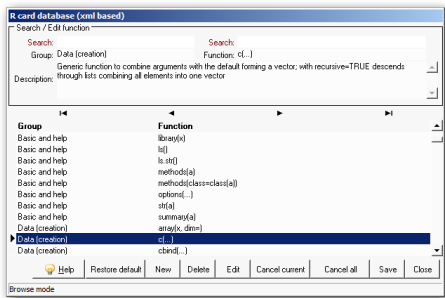 R card database (xml based)
Search / Edit function
Search: Search:
Group: Data (creation) Function: c(...)
Description: Generic function to combine arguments with the default forming a vector; with recursive=TRUE descends
through lists combining all elements into one vector
Group Function
Basic and help library(x)
Basic and help ls()
Basic and help ls.str()
Basic and help methods(a)
Basic and help methods(class=class(a))
Basic and help options(...)
Basic and help str(a)
Basic and help summary(a)
Data (creation) array(x, dim=)
Data (creation) c(...)
Data (creation) cbind(...)
Help Restore default New Delete Edit Cancel current Cancel all Save Close
Browse mode